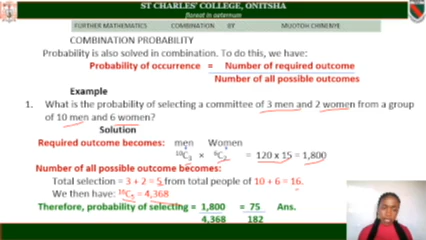 ST CHARLES' COLLEGE, ONITSHA
floreat in aeternum
FURTHER MATHEMATICS COMBINATION BY MUOTOH CHINENYE
COMBINATION PROBABILITY
Probability is also solved in combination. To do this, we have:
Probability of occurrence = Number of required outcome
Number of all possible outcomes
Example
1. What is the probability of selecting a committee of 3 men and 2 women from a group
of 10 men and 6 women?
Solution
Required outcome becomes: men Women
¹⁰C₃ × ⁶C₂ = 120 x 15 = 1,800
Number of all possible outcome becomes:
Total selection = 3 + 2 = 5 from total people of 10 + 6 = 16.
We then have: ¹⁶C₅ = 4,368
Therefore, probability of selecting = 1,800 = 75 Ans.
4,368 182